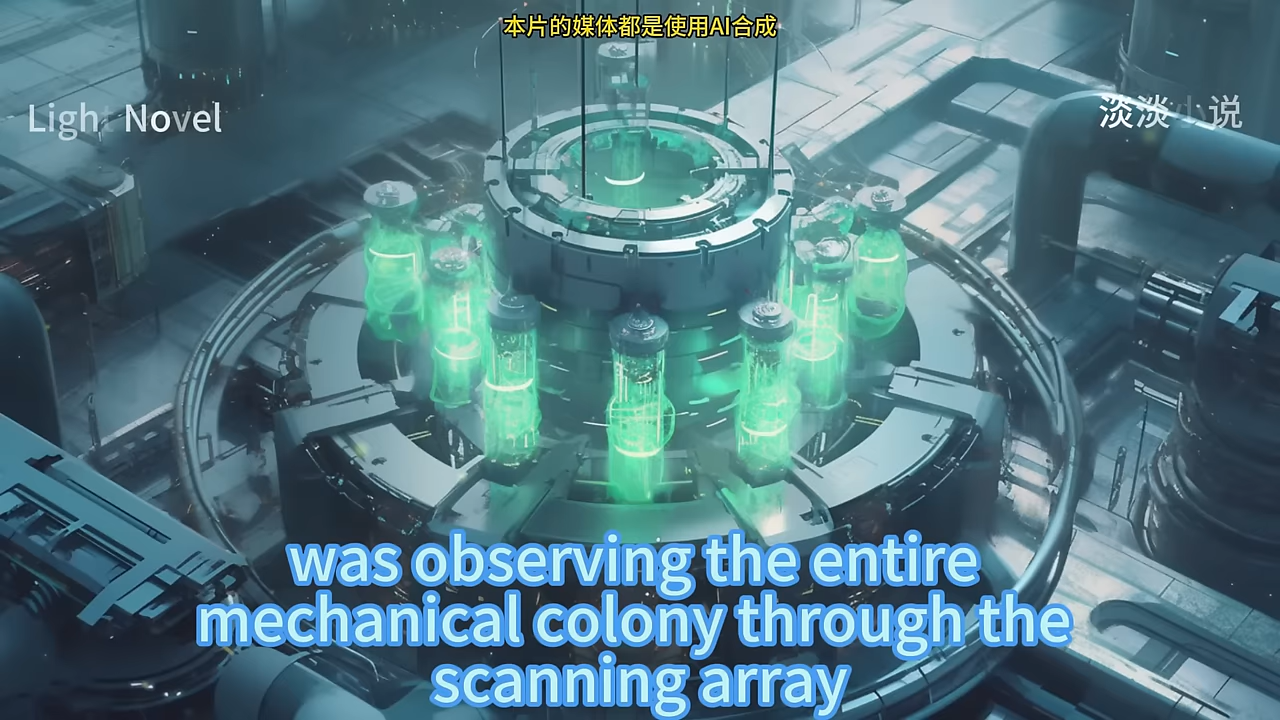 本片的媒体都是使用AI合成
Light Novel
淡淡小说
was observing the entire
mechanical colony through the
scanning array